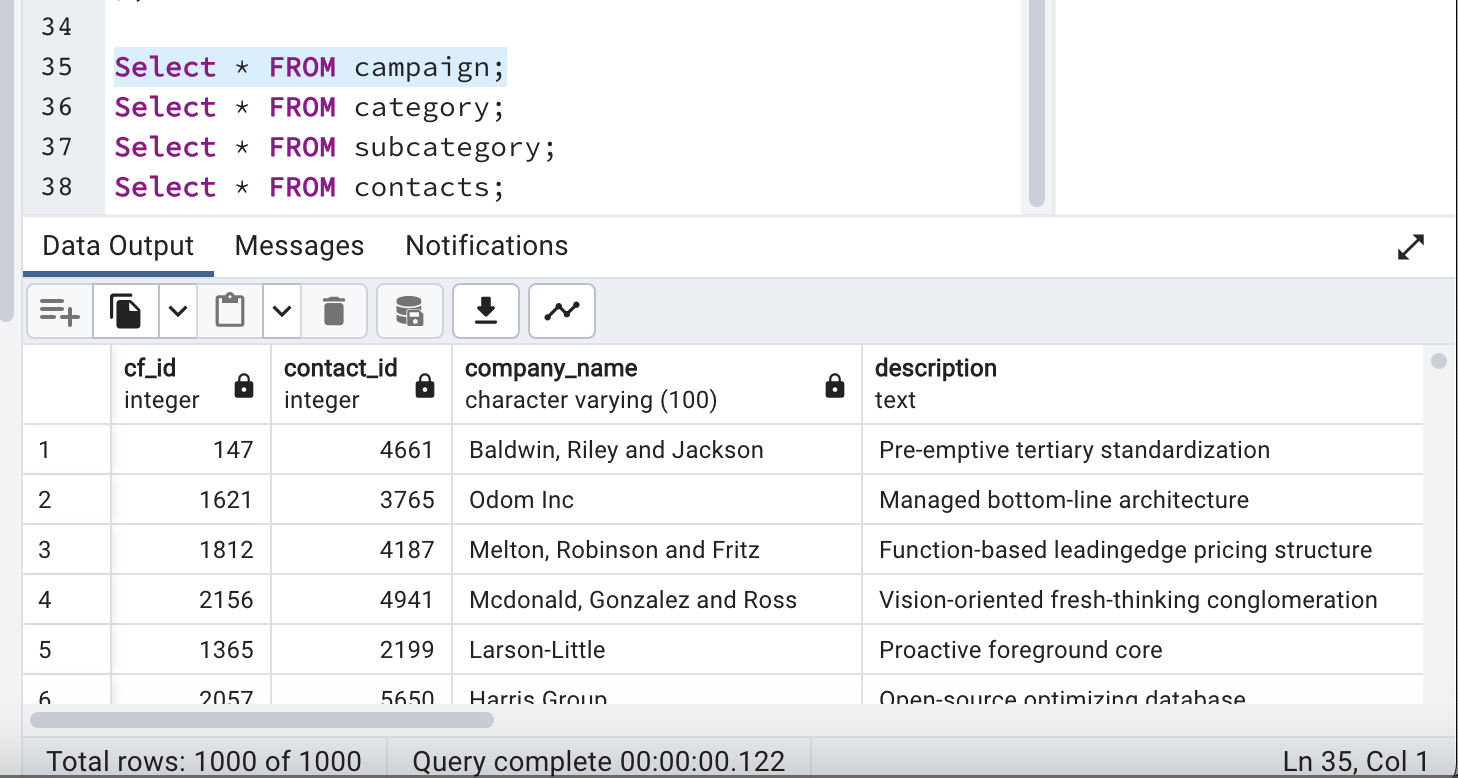 34
35 Select * FROM campaign;
36 Select * FROM category;
37 Select * FROM subcategory;
38 Select * FROM contacts;
Data Output Messages Notifications
cf_id contact_id company_name description
integer integer character varying (100) text
1 147 4661 Baldwin, Riley and Jackson Pre-emptive tertiary standardization
2 1621 3765 Odom Inc Managed bottom-line architecture
3 1812 4187 Melton, Robinson and Fritz Function-based leadingedge pricing structure
4 2156 4941 Mcdonald, Gonzalez and Ross Vision-oriented fresh-thinking conglomeration
5 1365 2199 Larson-Little Proactive foreground core
6 2057 5650 Harris Group Open-source optimizing database
Total rows: 1000 of 1000 Query complete 00:00:00.122 Ln 35, Col 1